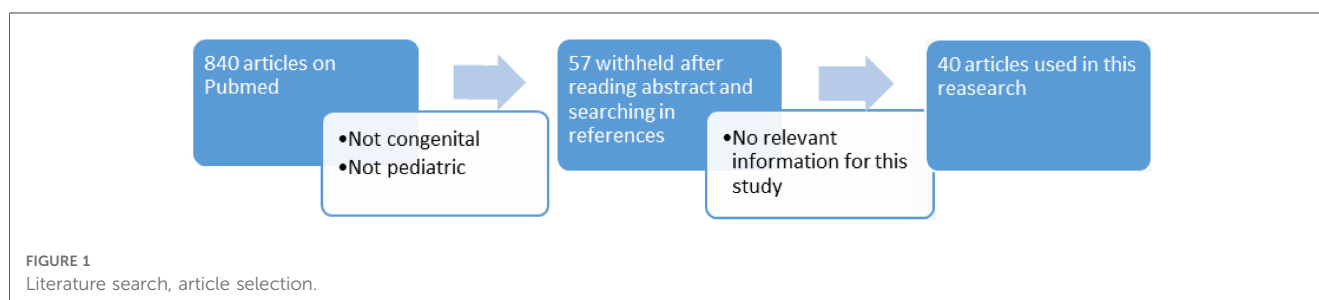 840 articles on
Pubmed
•Not congenital
•Not pediatric
57 withheld after
reading abstract and
searching in
references
•No relevant
information for this
study
40 articles used in this
reasearch
FIGURE 1
Literature search, article selection.